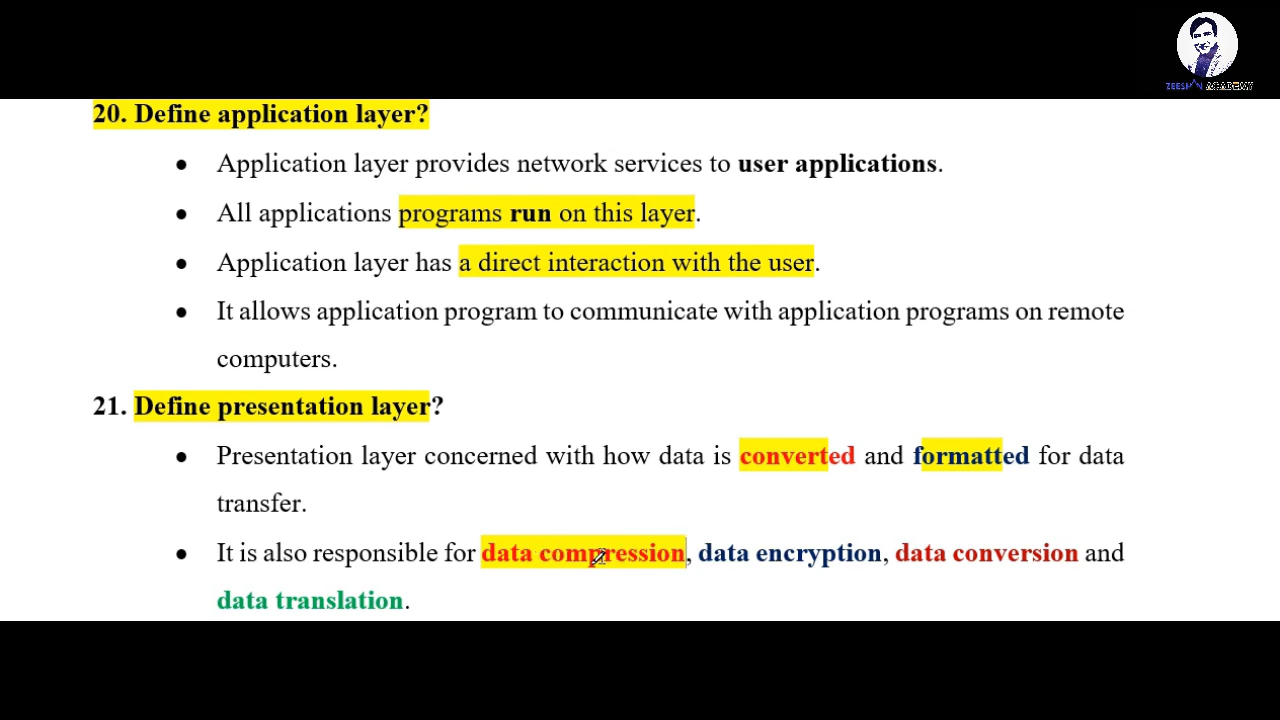 ZEESHAN ACADEMY
20. Define application layer?
• Application layer provides network services to user applications.
• All applications programs run on this layer.
• Application layer has a direct interaction with the user.
• It allows application program to communicate with application programs on remote
computers.
21. Define presentation layer?
• Presentation layer concerned with how data is converted and formatted for data
transfer.
• It is also responsible for data compression, data encryption, data conversion and
data translation.